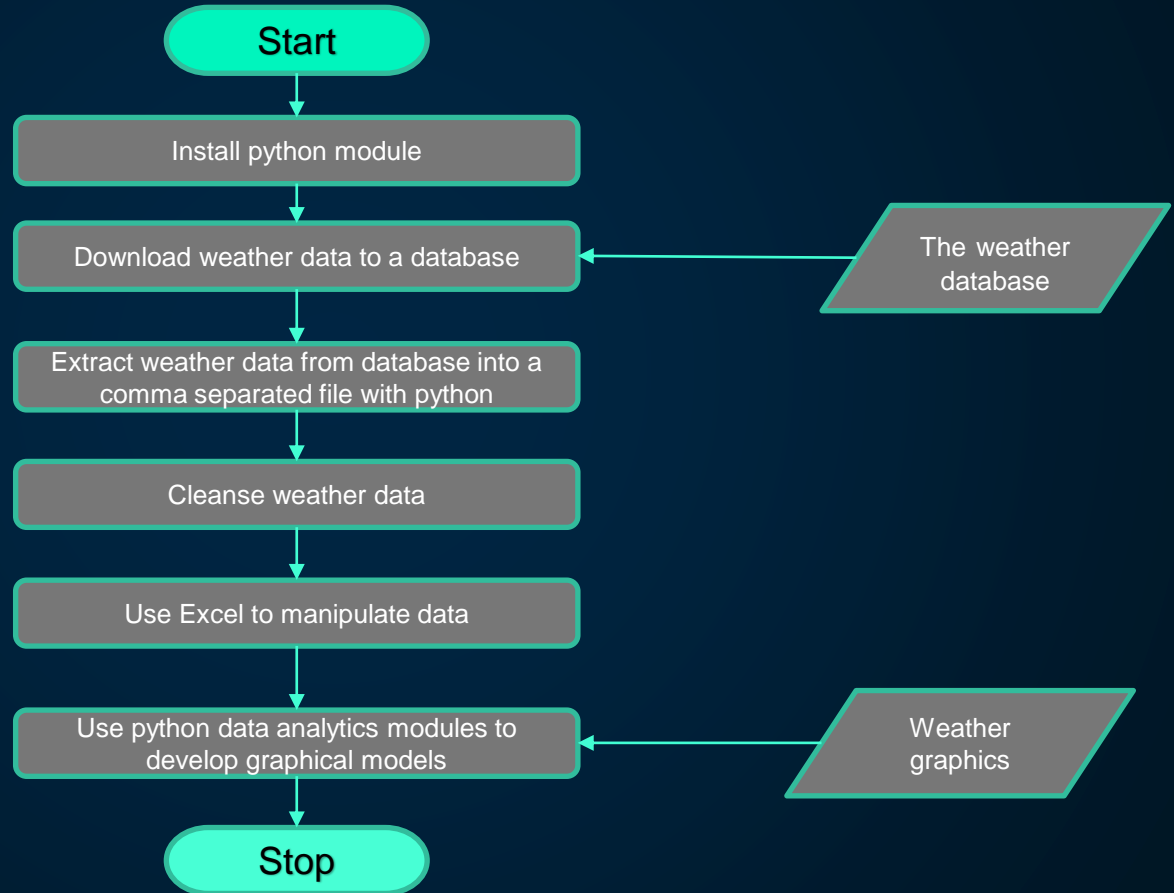 Start
Install python module
Download weather data to a database
The weather
database
Extract weather data from database into a
comma separated file with python
Cleanse weather data
Use Excel to manipulate data
Use python data analytics modules to
develop graphical models
Weather
graphics
Stop